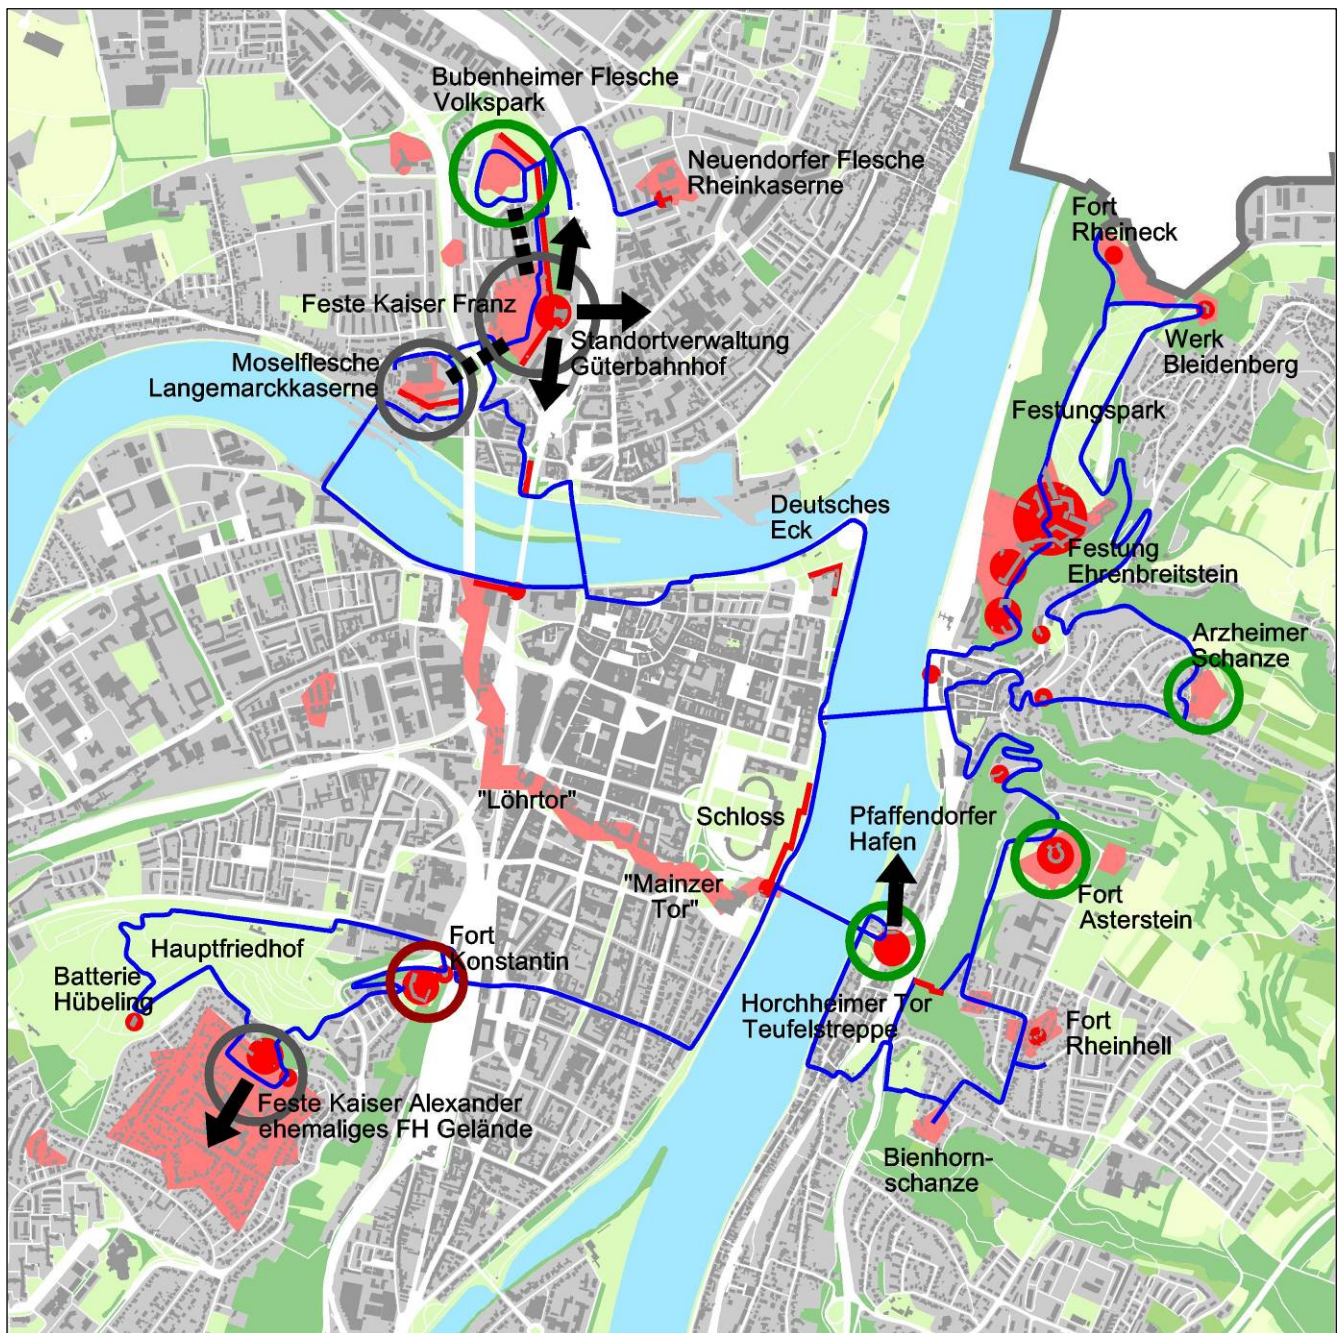 Bubenheimer Flesche
Volkspark
Neuendorfer Flesche
Rheinkaserne
Fort
Rheineck
Feste Kaiser Franz
Standortverwaltung
Güterbahnhof
Moselflesche
Langemarckkaserne
Werk
Bleidenberg
Festungspark
Deutsches
Eck
Festung
Ehrenbreitstein
Arzheimer
Schanze
"Löhrtor"
Schloss
Pfaffendorfer
Hafen
"Mainzer
Tor"
Fort
Asterstein
Hauptfriedhof
Fort
Konstantin
Batterie
Hübeling
Horchheimer Tor
Teufelstreppe
Fort
Rheinhell
Feste Kaiser Alexander
ehemaliges FH Gelände
Bienhorn-
schanze